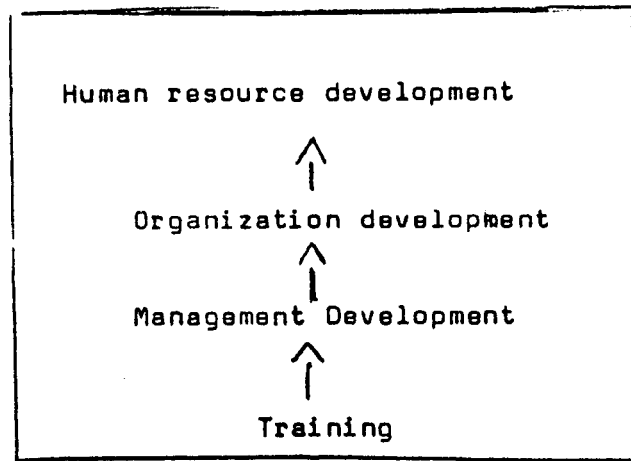 Human resource development
Organization development
Management Development
Training